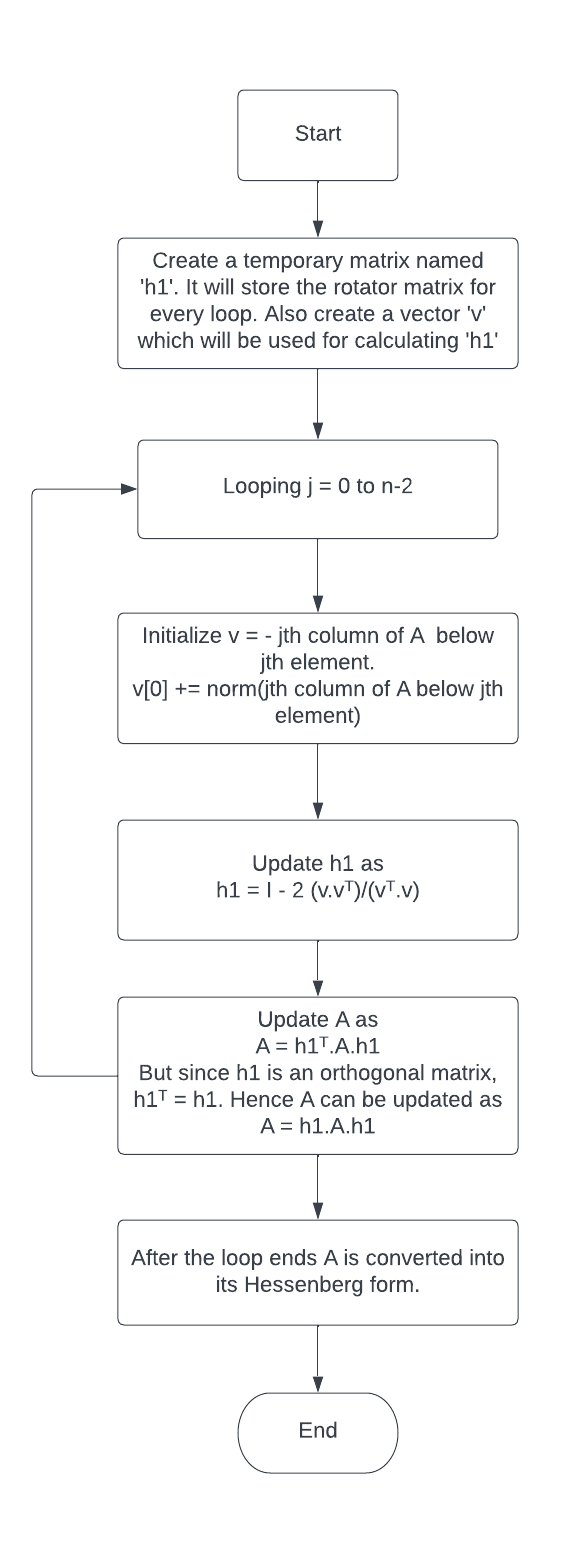 Start
Create a temporary matrix named
'h1'. It will store the rotator matrix for
every loop. Also create a vector 'v'
which will be used for calculating 'h1'
Looping j = 0 to n-2
Initialize v = - jth column of A  below
jth element.
v[0] += norm(jth column of A below jth
element)
Update h1 as
h1 = I - 2 (v.vᵀ)/(vᵀ.v)
Update A as
A = h1ᵀ.A.h1
But since h1 is an orthogonal matrix,
h1ᵀ = h1. Hence A can be updated as
A = h1.A.h1
After the loop ends A is converted into
its Hessenberg form.
End